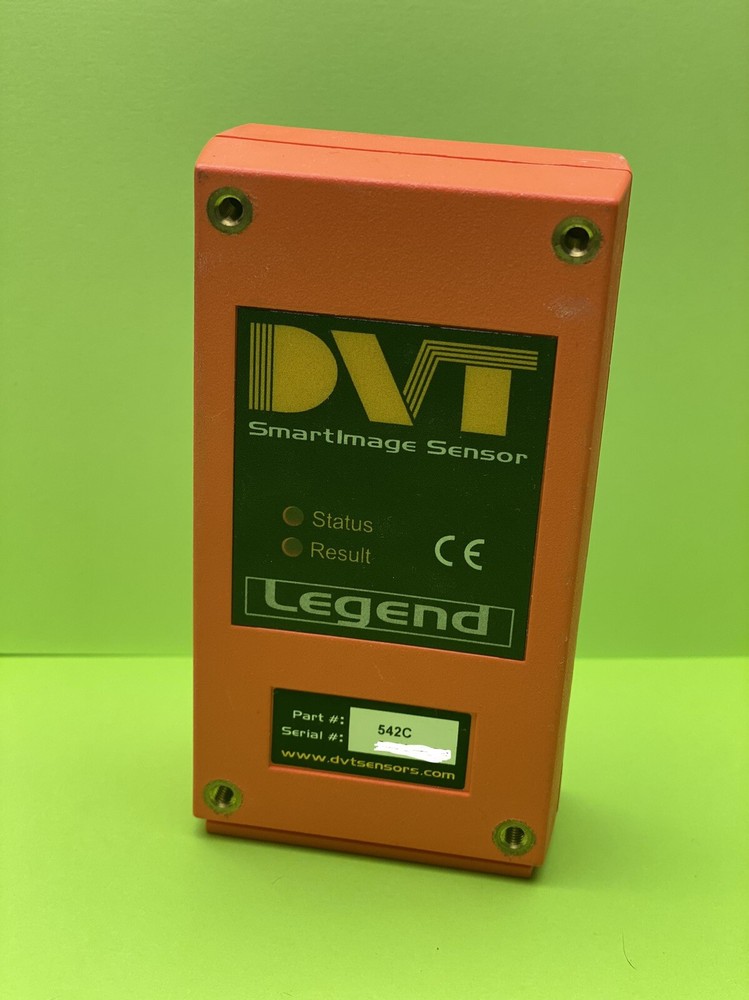 DVT
SmartImage Sensor
Status
Result
CE
Legend
Part #: 542C
Serial #:
www.dvtsensors.com